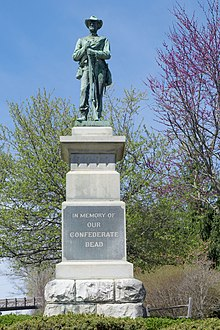 IN MEMORY OF
OUR
CONFEDERATE
DEAD